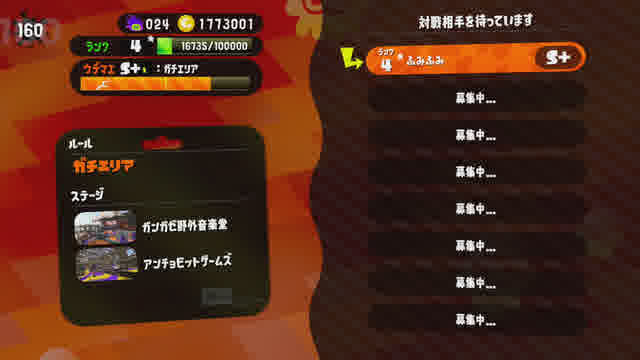 160
024
1773001
ランク 4 16735/100000
ウデマエ S+ : ガチエリア
ルール
ガチエリア
ステージ
ガンガゼ野外音楽堂
アンチョビットゲームズ
対戦相手を待っています
ランク
4 ふみふみ S+
募集中...
募集中...
募集中...
募集中...
募集中...
募集中...
募集中...